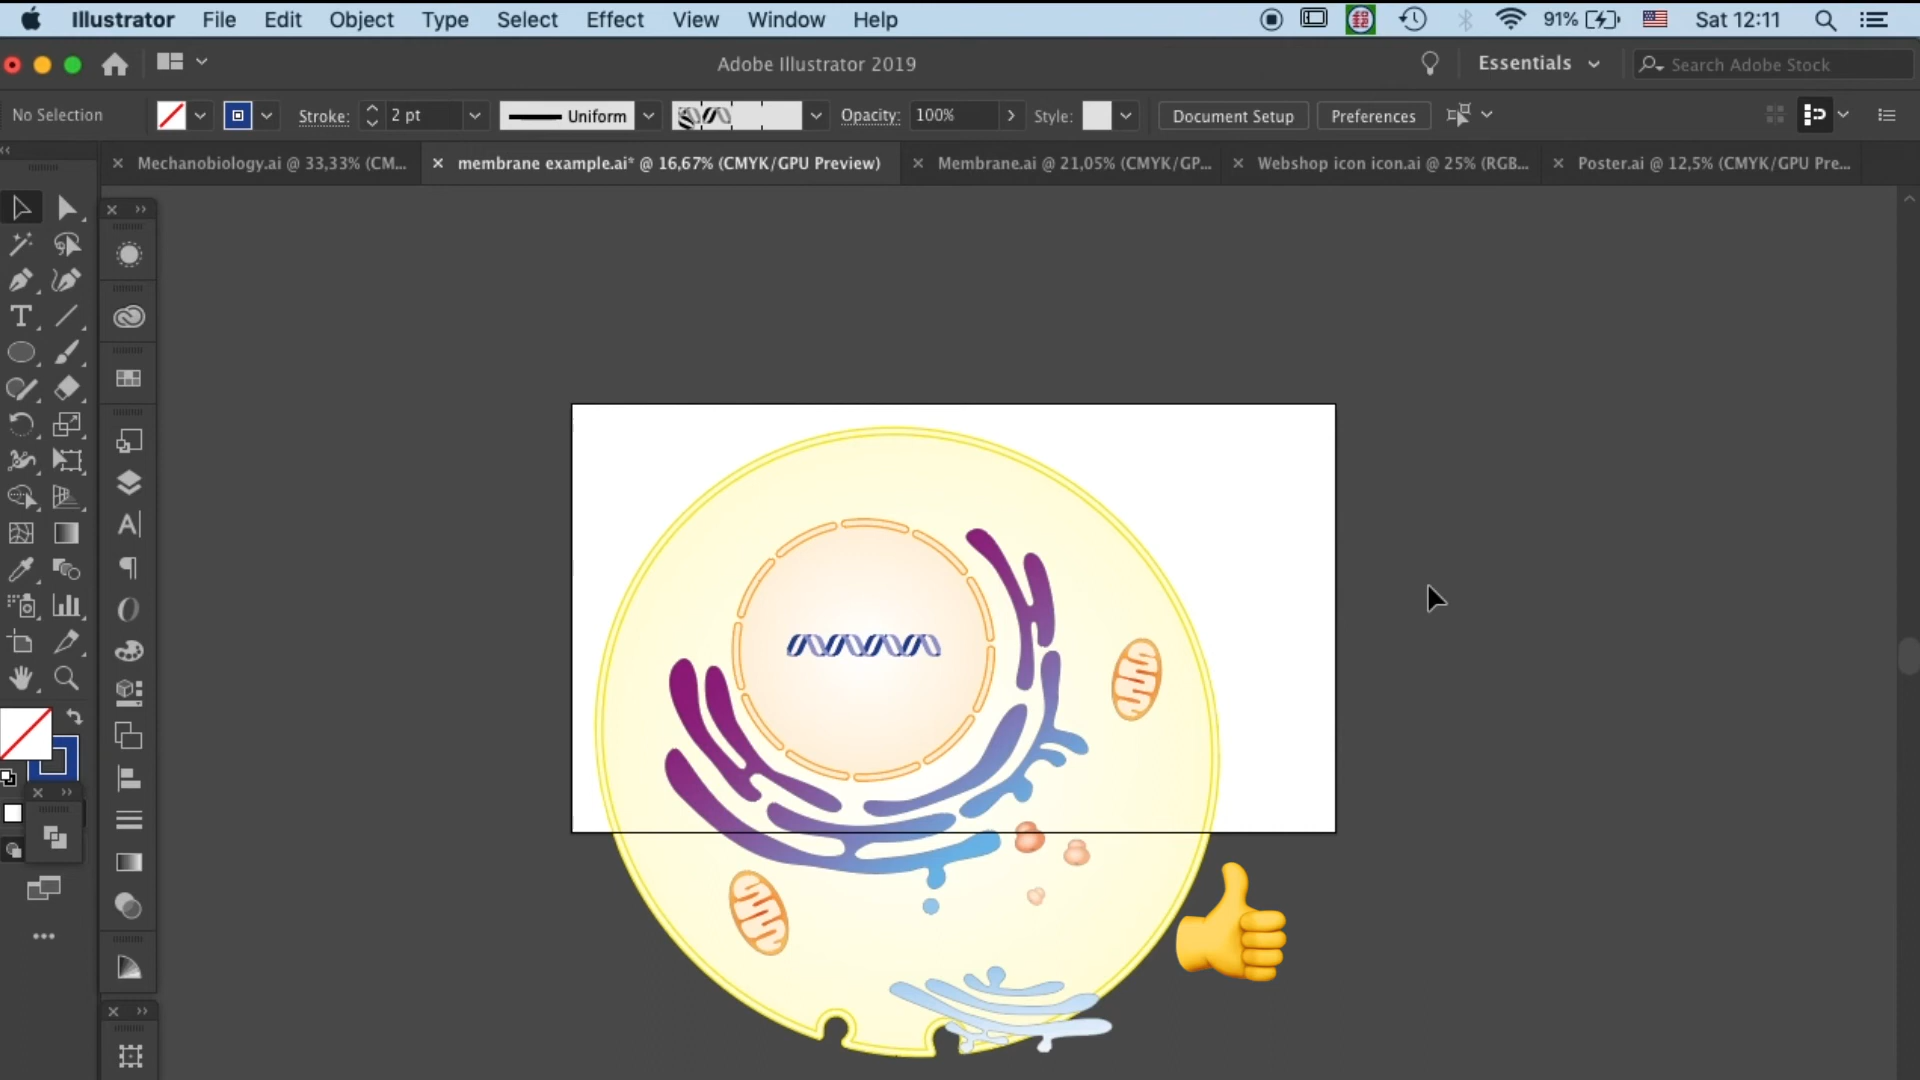 Illustrator File Edit Object Type Select Effect View Window Help 91% Sat 12:11
Adobe Illustrator 2019 Essentials Search Adobe Stock
No Selection Stroke: 2 pt Uniform Opacity: 100% Style: Document Setup Preferences
Mechanobiology.ai @ 33,33% (CM... membrane example.ai* @ 16,67% (CMYK/GPU Preview) Membrane.ai @ 21,05% (CMYK/GP... Webshop icon icon.ai @ 25% (RGB... Poster.ai @ 12,5% (CMYK/GPU Pre...